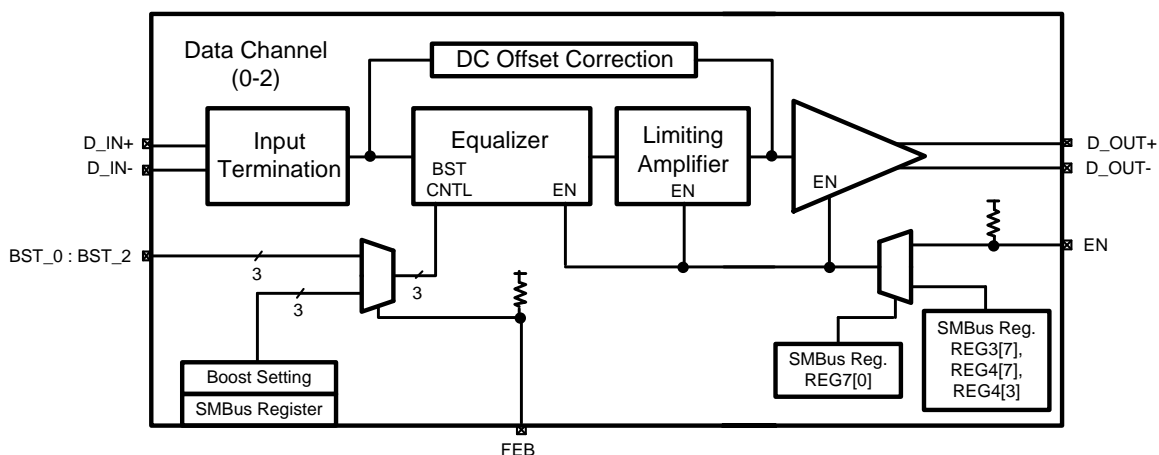 Data Channel
(0-2)
DC Offset Correction
D_IN+
D_IN-
Input
Termination
Equalizer
BST
CNTL
EN
Limiting
Amplifier
EN
EN
D_OUT+
D_OUT-
BST_0 : BST_2
3
3
3
EN
Boost Setting
SMBus Register
FEB
SMBus Reg.
REG7[0]
SMBus Reg.
REG3[7],
REG4[7],
REG4[3]